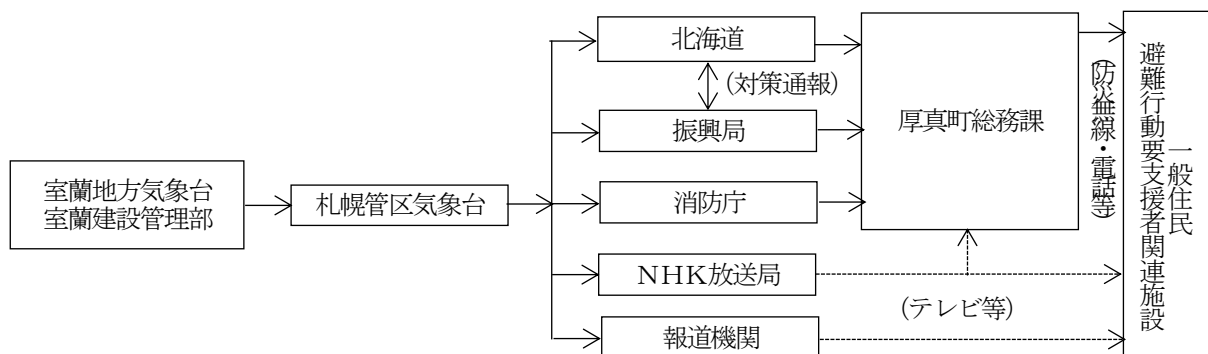 室蘭地方気象台
室蘭建設管理部
札幌管区気象台
北海道
(対策通報)
振興局
消防庁
NHK放送局
報道機関
厚真町総務課
(テレビ等)
(防災無線・電話等)
一般住民
避難行動要支援者関連施設